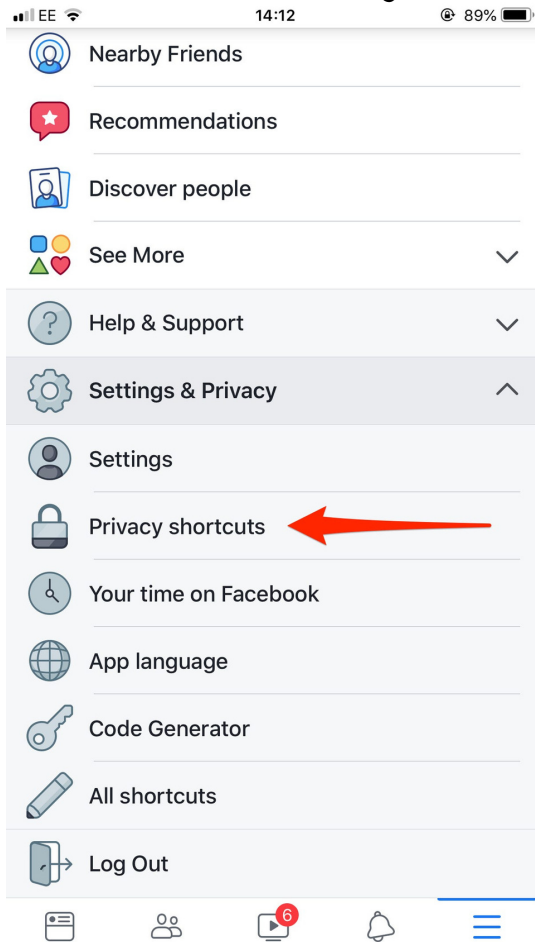 EE 14:12 89%
Nearby Friends
Recommendations
Discover people
See More
Help & Support
Settings & Privacy
Settings
Privacy shortcuts
Your time on Facebook
App language
Code Generator
All shortcuts
Log Out
6